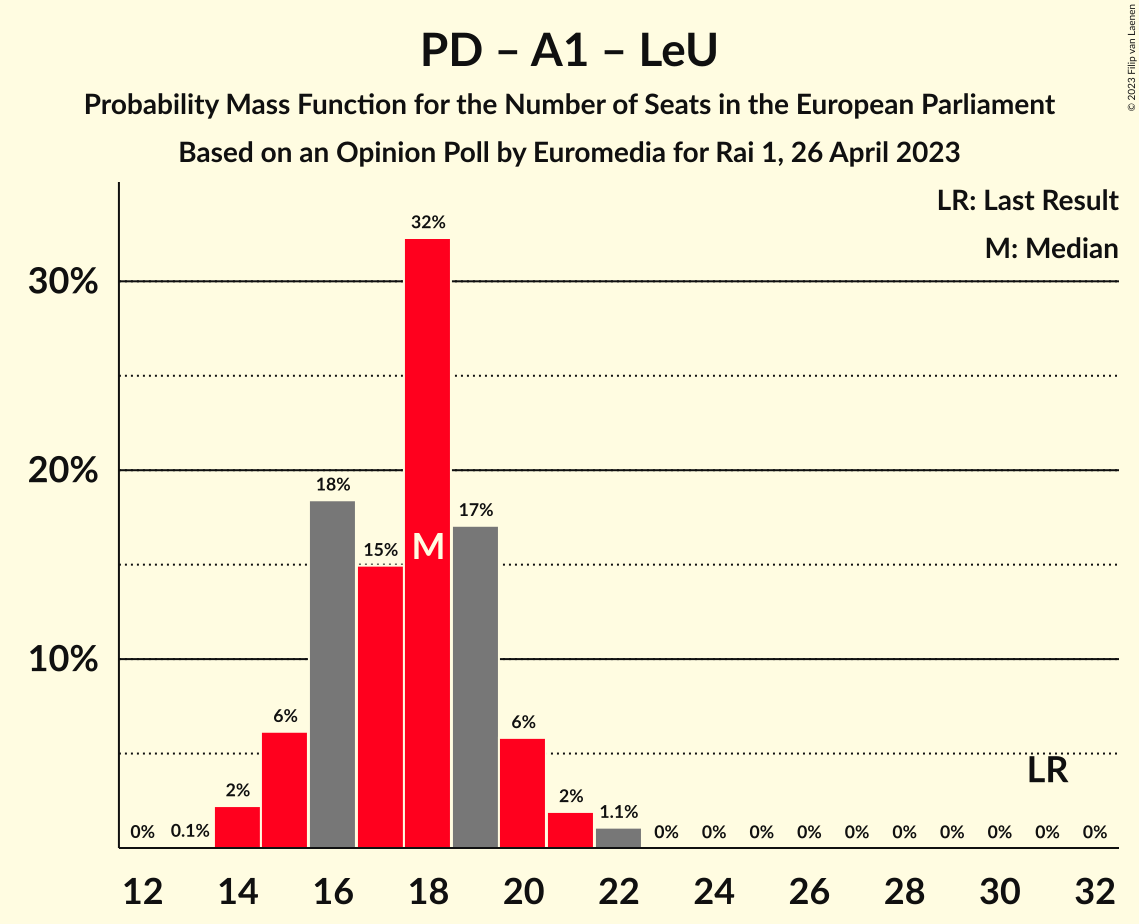 PD – A1 – LeU
Probability Mass Function for the Number of Seats in the European Parliament
Based on an Opinion Poll by Euromedia for Rai 1, 26 April 2023
© 2023 Filip van Laenen
LR: Last Result
M: Median
30%
20%
10%
0%
0.1%
2%
6%
18%
15%
32%
M
17%
6%
2%
1.1%
0%
0%
0%
0%
0%
0%
0%
0%
0%
0%
LR
12 14 16 18 20 22 24 26 28 30 32